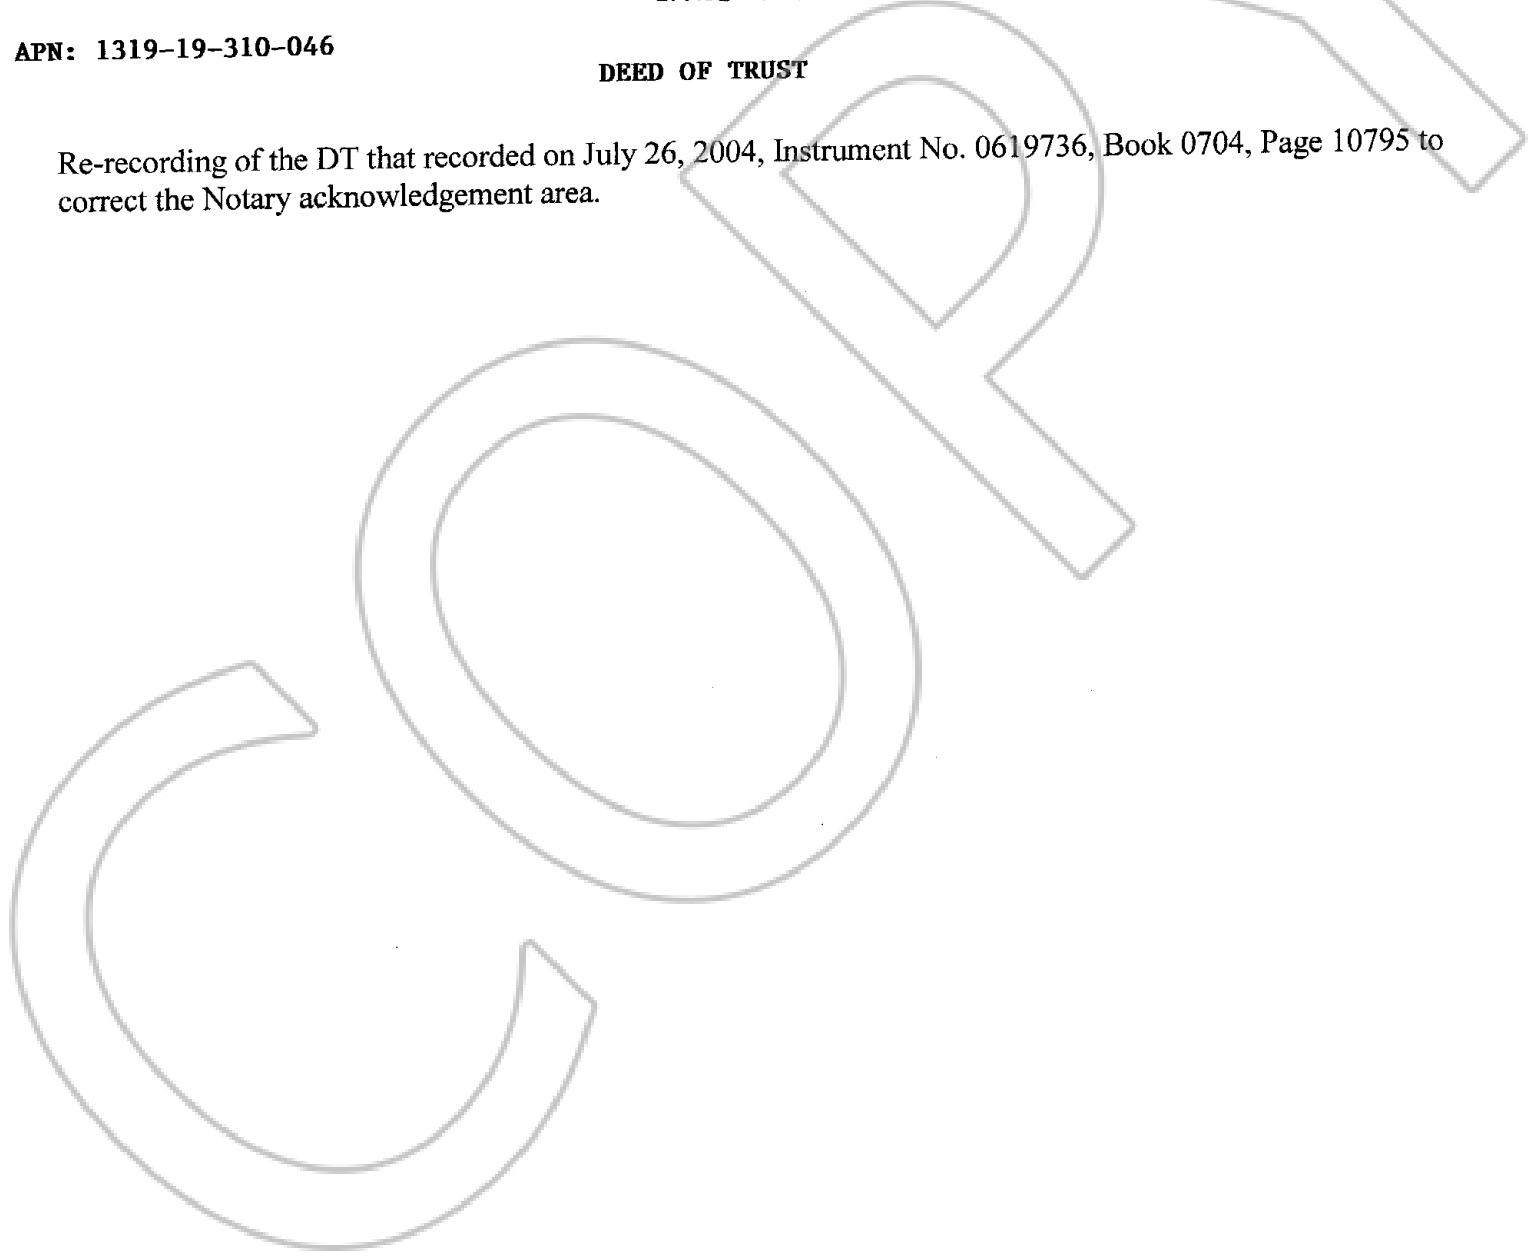 APN: 1319-19-310-046
DEED OF TRUST
Re-recording of the DT that recorded on July 26, 2004, Instrument No. 0619736, Book 0704, Page 10795 to
correct the Notary acknowledgement area.
COPY